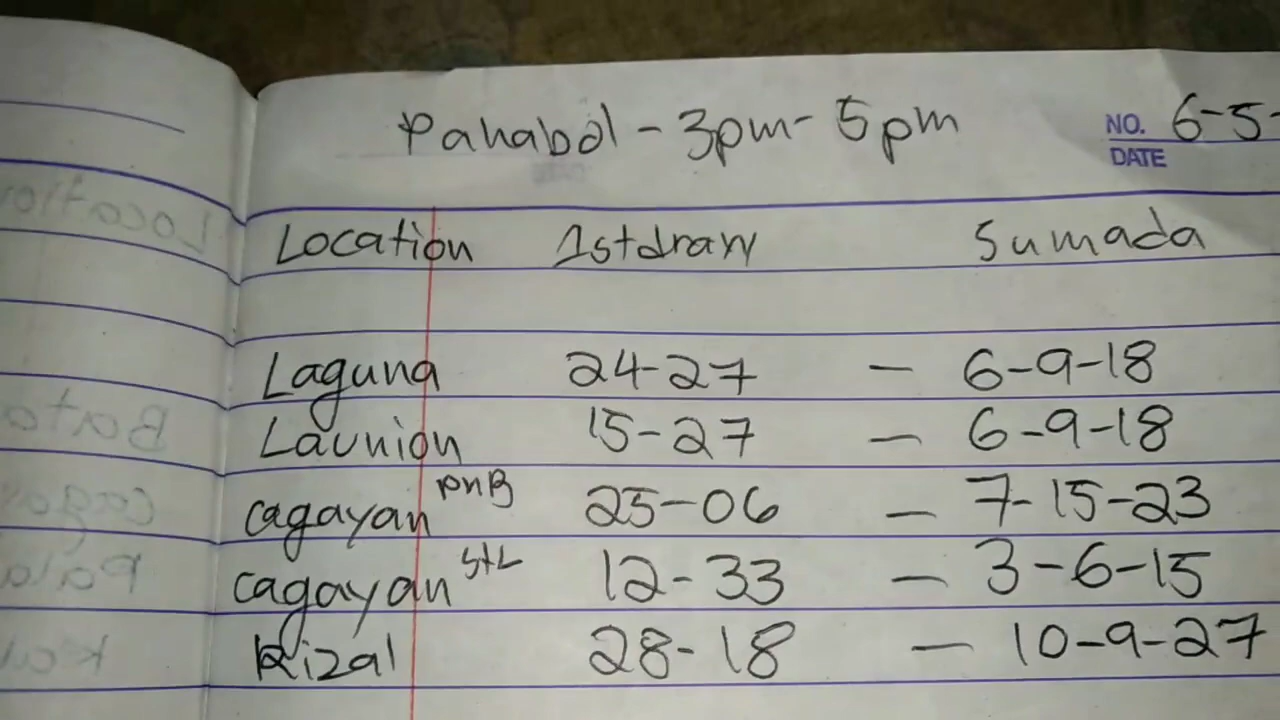 Pahabol - 3pm - 5pm
NO. 6-5-
DATE
Location 1stdraw Sumada
Laguna 24-27 - 6-9-18
Launion 15-27 - 6-9-18
cagayan PNB 25-06 - 7-15-23
cagayan STL 12-33 - 3-6-15
Rizal 28-18 - 10-9-27